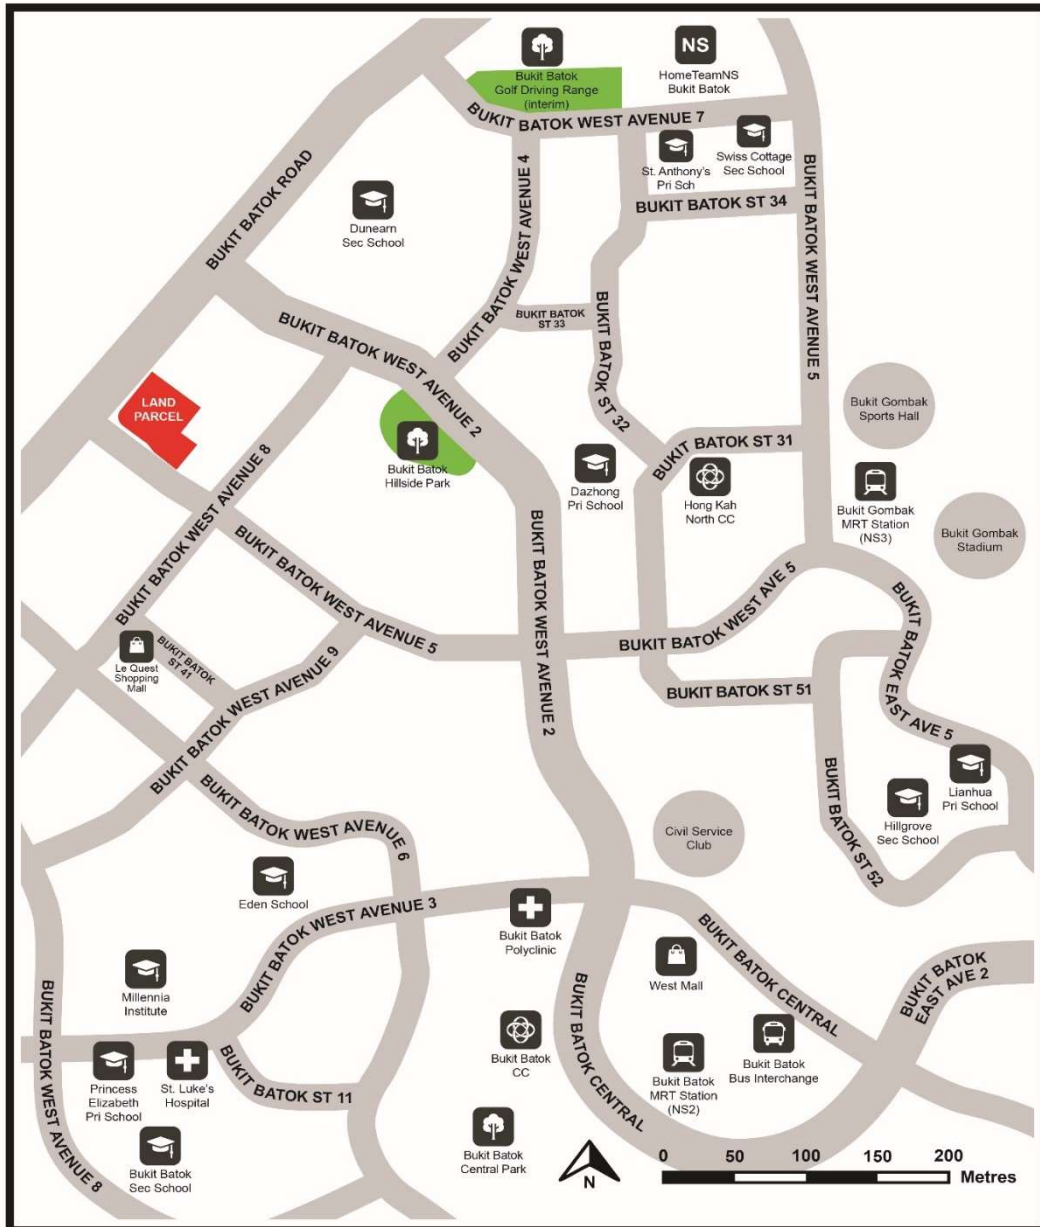 NS
Bukit Batok
Golf Driving Range
(interim)
HomeTeamNS
Bukit Batok
BUKIT BATOK WEST AVENUE 7
Swiss Cottage
Sec School
St. Anthony's
Pri Sch
BUKIT BATOK ROAD
Dunearn
Sec School
BUKIT BATOK WEST AVENUE 4
BUKIT BATOK ST 34
BUKIT BATOK WEST AVENUE 5
BUKIT BATOK
ST 33
BUKIT BATOK ST 32
BUKIT BATOK WEST AVENUE 2
LAND
PARCEL
Bukit Gombak
Sports Hall
BUKIT BATOK ST 31
BUKIT BATOK WEST AVENUE 8
Bukit Batok
Hillside Park
Dazhong
Pri School
Hong Kah
North CC
Bukit Gombak
MRT Station
(NS3)
Bukit Gombak
Stadium
BUKIT BATOK WEST AVENUE 5
BUKIT BATOK WEST AVENUE 2
BUKIT BATOK WEST AVE 5
BUKIT BATOK EAST AVE 5
Le Quest
Shopping
Mall
BUKIT BATOK
ST 41
BUKIT BATOK WEST AVENUE 9
BUKIT BATOK ST 51
Lianhua
Pri School
Hillgrove
Sec School
BUKIT BATOK ST 52
BUKIT BATOK WEST AVENUE 6
Civil Service
Club
Eden School
BUKIT BATOK WEST AVENUE 3
Bukit Batok
Polyclinic
West Mall
BUKIT BATOK CENTRAL
BUKIT BATOK
EAST AVE 2
Millennia
Institute
BUKIT BATOK WEST AVENUE 8
Princess
Elizabeth
Pri School
St. Luke's
Hospital
BUKIT BATOK ST 11
Bukit Batok
CC
BUKIT BATOK CENTRAL
Bukit Batok
MRT Station
(NS2)
Bukit Batok
Bus Interchange
Bukit Batok
Sec School
Bukit Batok
Central Park
N
0 50 100 150 200
Metres